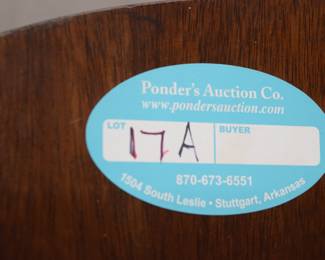 Ponder's Auction Co.
www.pondersauction.com
LOT
17A
BUYER
870-673-6551
1504 South Leslie • Stuttgart, Arkansas